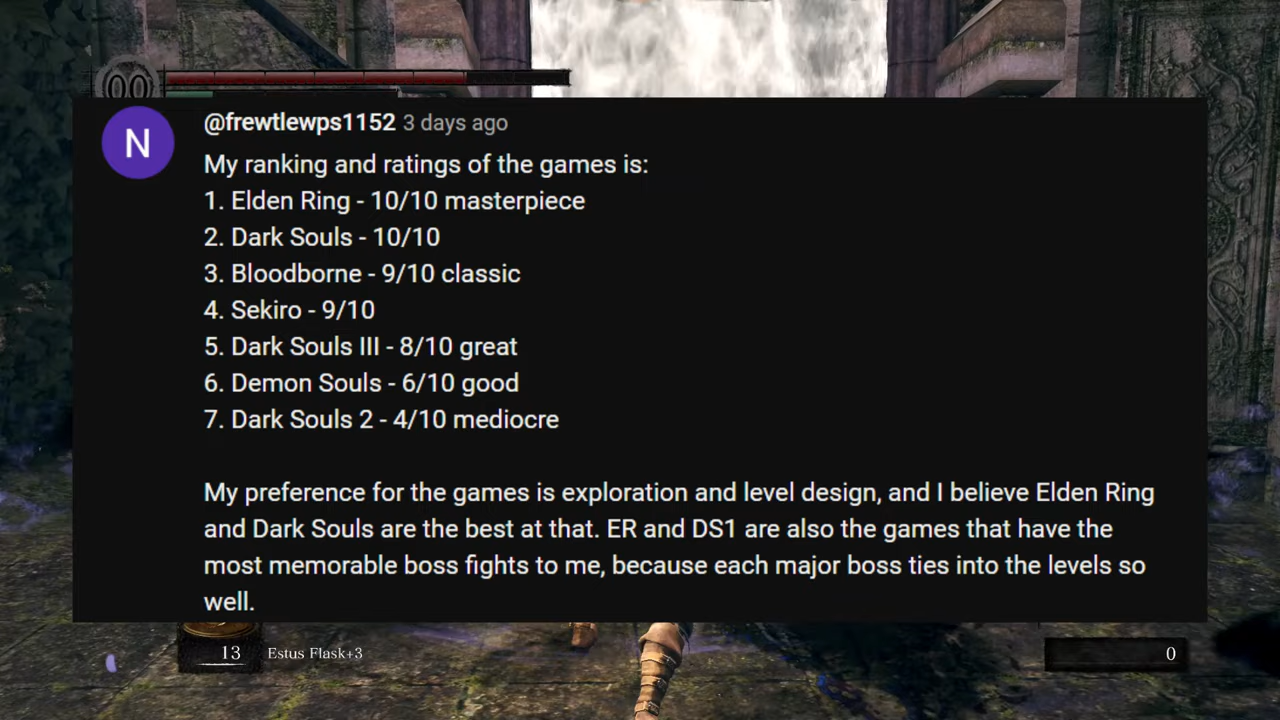 00
N
@frewtlewps1152 3 days ago
My ranking and ratings of the games is:
1. Elden Ring - 10/10 masterpiece
2. Dark Souls - 10/10
3. Bloodborne - 9/10 classic
4. Sekiro - 9/10
5. Dark Souls III - 8/10 great
6. Demon Souls - 6/10 good
7. Dark Souls 2 - 4/10 mediocre
My preference for the games is exploration and level design, and I believe Elden Ring
and Dark Souls are the best at that. ER and DS1 are also the games that have the
most memorable boss fights to me, because each major boss ties into the levels so
well.
13 Estus Flask+3
0